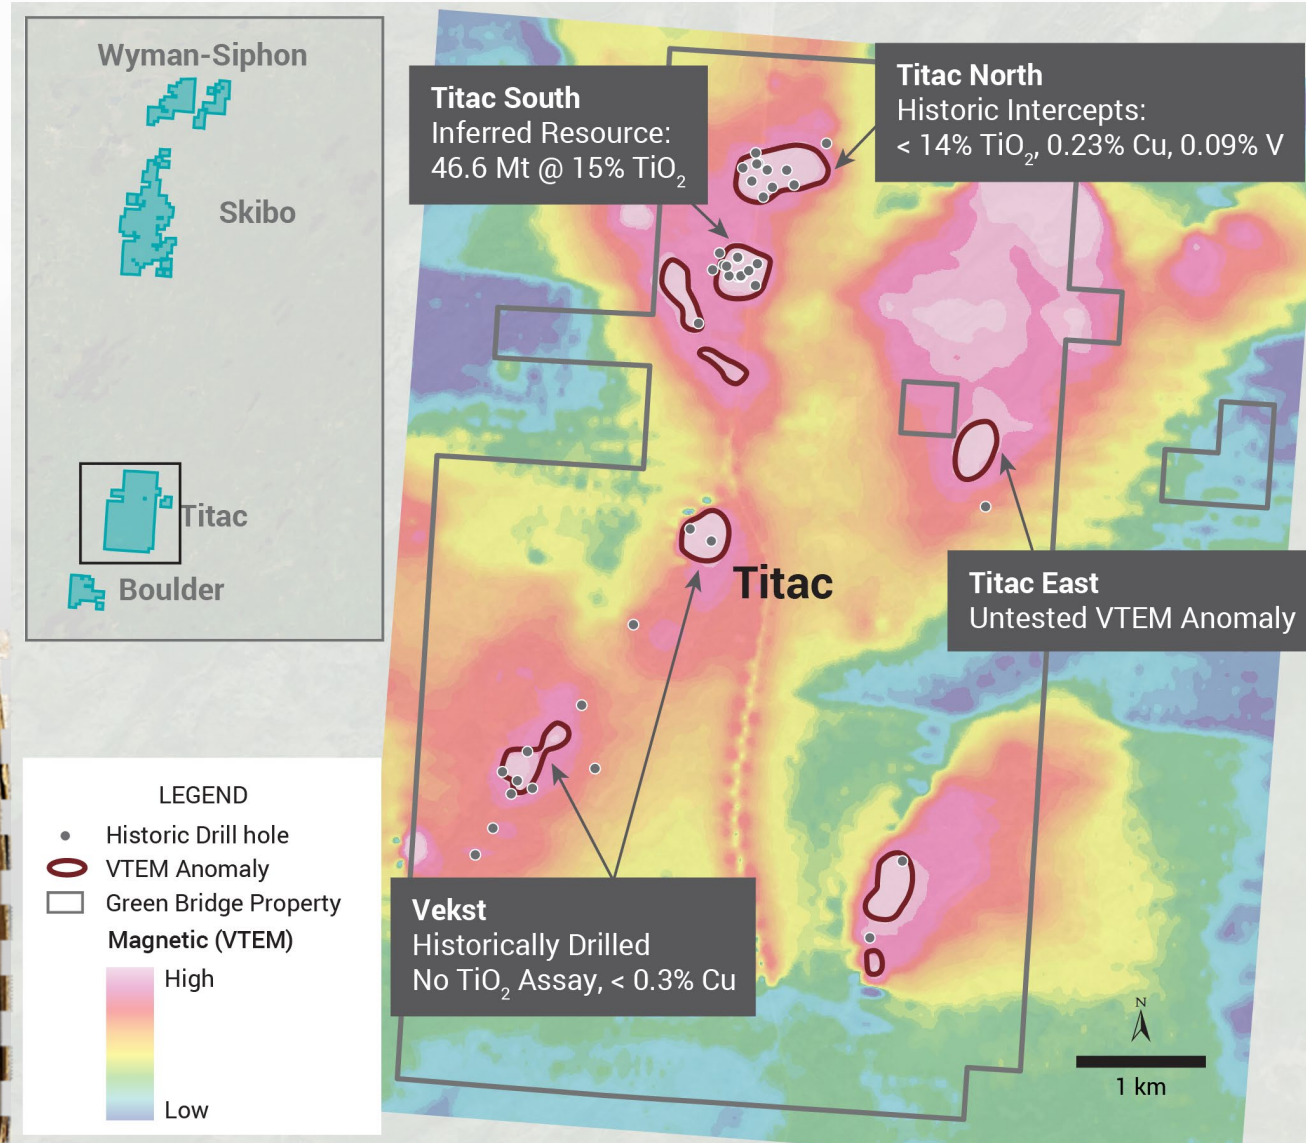 Wyman-Siphon
Skibo
Titac
Boulder
Titac South
Inferred Resource:
46.6 Mt @ 15% TiO₂
Titac North
Historic Intercepts:
< 14% TiO₂, 0.23% Cu, 0.09% V
Titac
Titac East
Untested VTEM Anomaly
Vekst
Historically Drilled
No TiO₂ Assay, < 0.3% Cu
LEGEND
Historic Drill hole
VTEM Anomaly
Green Bridge Property
Magnetic (VTEM)
High
Low
N
1 km